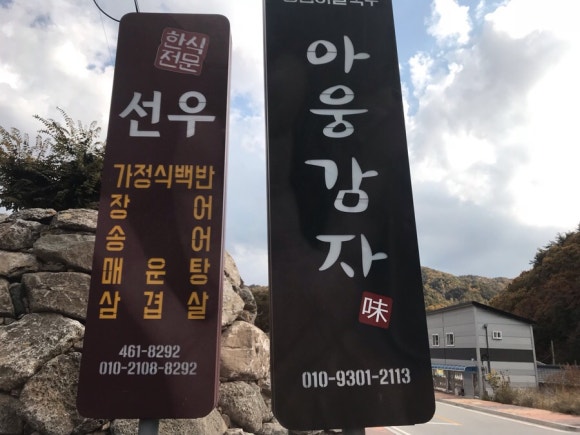 한식
전문
선우
가정식백반
장어
송어
매운탕
삼겹살
461-8292
010-2108-8292
아웅감자
味
010-9301-2113